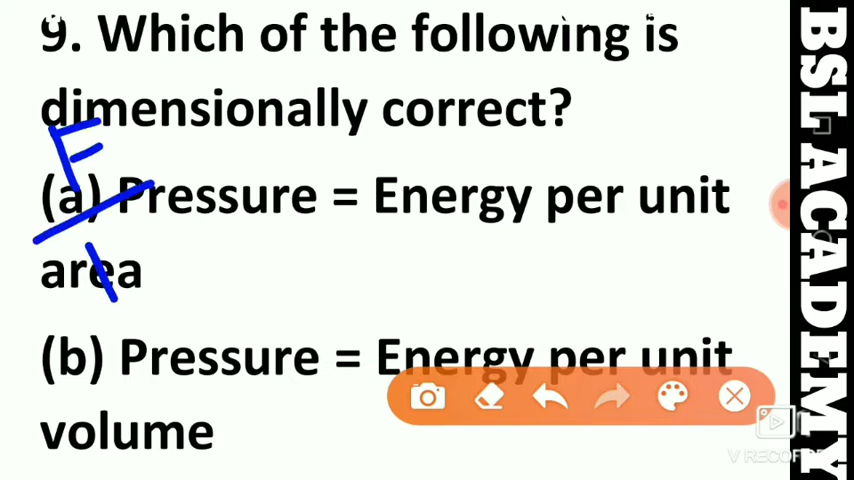 9. Which of the following is
dimensionally correct?
F
(a) Pressure = Energy per unit
area
(b) Pressure = Energy per unit
volume
BSL ACADEMY